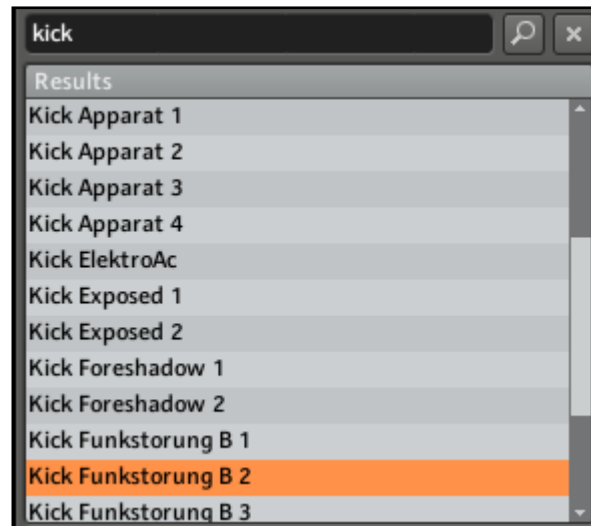 kick
Results
Kick Apparat 1
Kick Apparat 2
Kick Apparat 3
Kick Apparat 4
Kick ElektroAc
Kick Exposed 1
Kick Exposed 2
Kick Foreshadow 1
Kick Foreshadow 2
Kick Funkstorung B 1
Kick Funkstorung B 2
Kick Funkstorung B 3